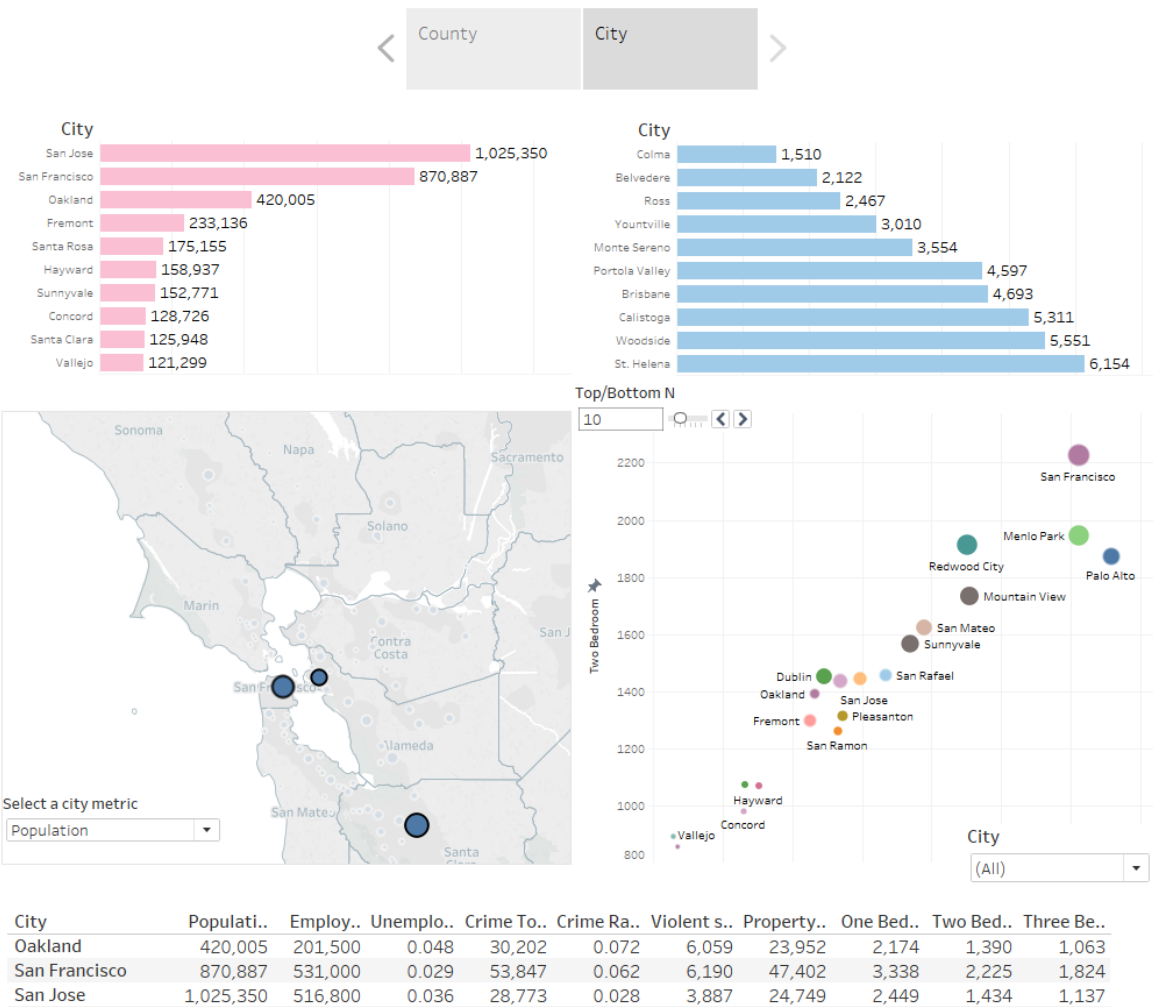 County
City
City
San Jose 1,025,350
San Francisco 870,887
Oakland 420,005
Fremont 233,136
Santa Rosa 175,155
Hayward 158,937
Sunnyvale 152,771
Concord 128,726
Santa Clara 125,948
Vallejo 121,299
City
Colma 1,510
Belvedere 2,122
Ross 2,467
Yountville 3,010
Monte Sereno 3,554
Portola Valley 4,597
Brisbane 4,693
Calistoga 5,311
Woodside 5,551
St. Helena 6,154
Sonoma
Napa
Sacramento
Solano
Marin
Contra
Costa
San J
San Francisco
Alameda
San Mateo
Santa
Clara
Select a city metric
Population
Top/Bottom N
10
Two Bedroom
2200
2000
1800
1600
1400
1200
1000
800
San Francisco
Menlo Park
Redwood City
Palo Alto
Mountain View
San Mateo
Sunnyvale
Dublin
San Rafael
Oakland
San Jose
Fremont
Pleasanton
San Ramon
Hayward
Concord
Vallejo
City
(All)
City Populati.. Employ.. Unemplo.. Crime To.. Crime Ra.. Violent s.. Property.. One Bed.. Two Bed.. Three Be..
Oakland 420,005 201,500 0.048 30,202 0.072 6,059 23,952 2,174 1,390 1,063
San Francisco 870,887 531,000 0.029 53,847 0.062 6,190 47,402 3,338 2,225 1,824
San Jose 1,025,350 516,800 0.036 28,773 0.028 3,887 24,749 2,449 1,434 1,137